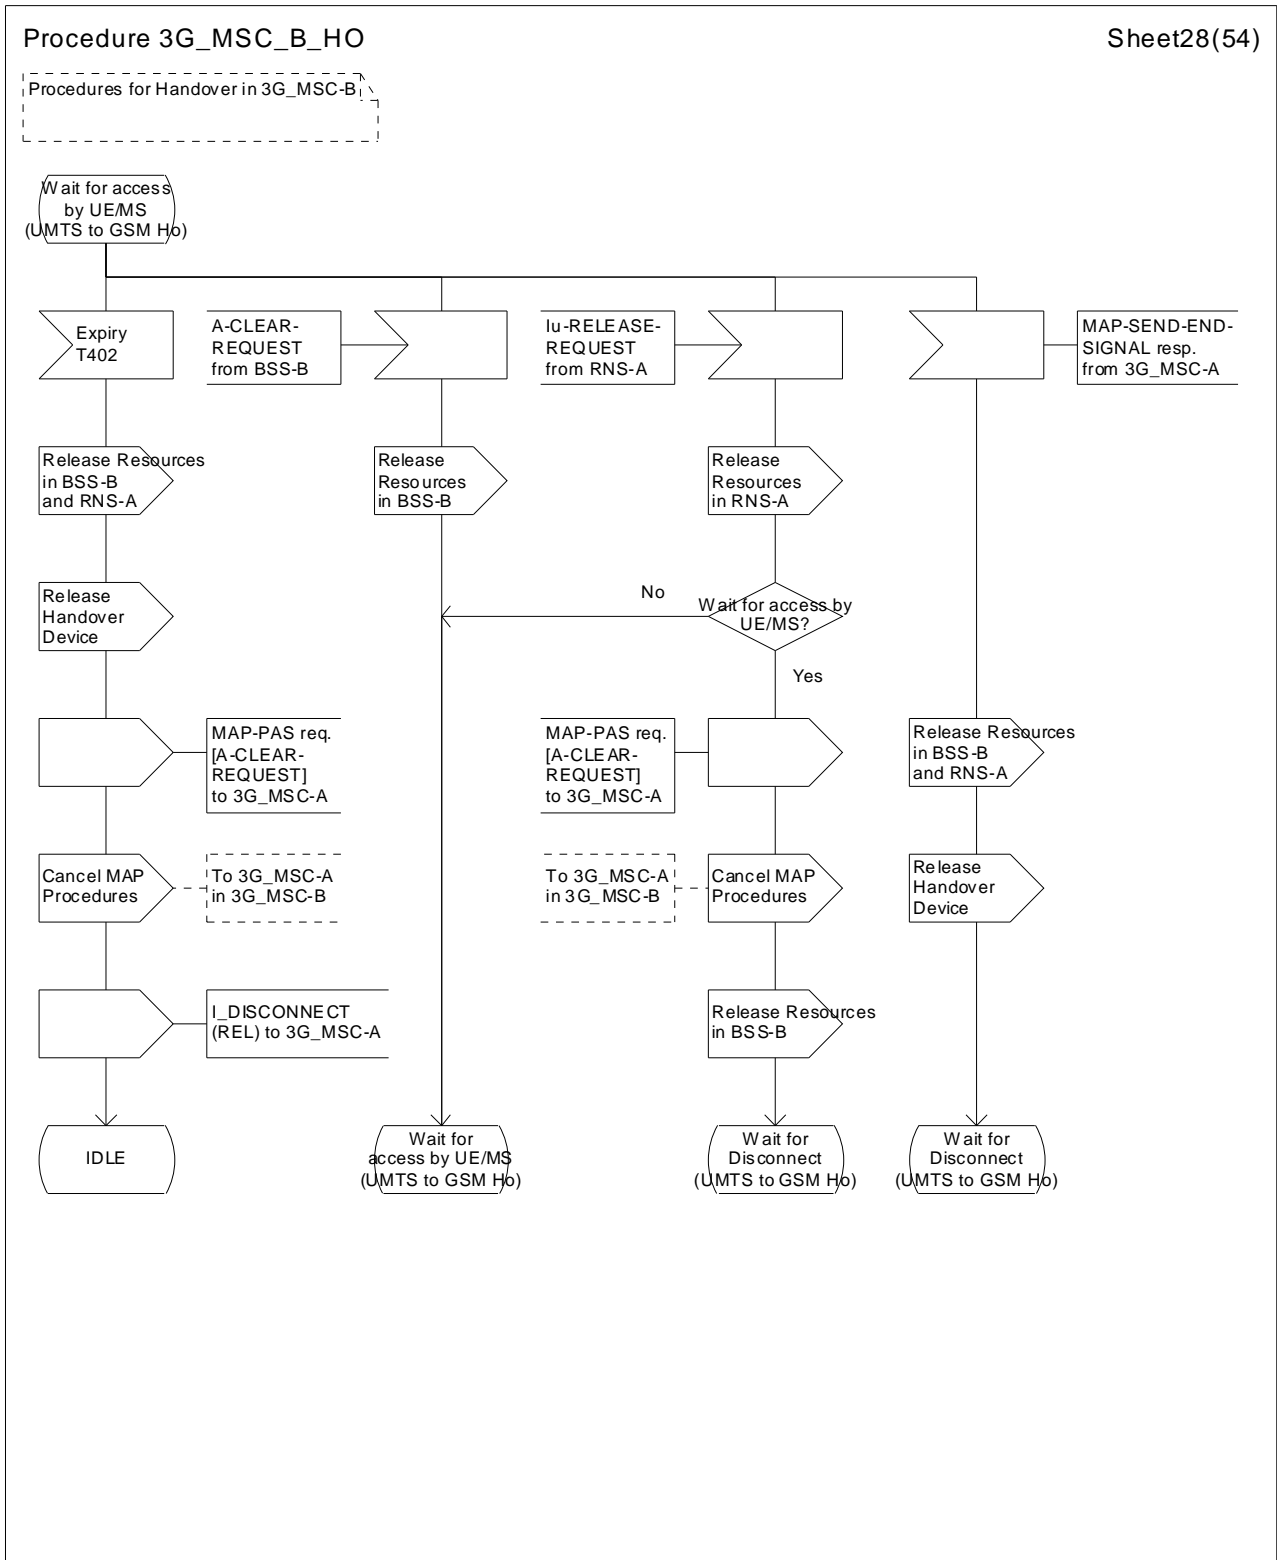 Procedure 3G_MSC_B_HO
Sheet28(54)
Procedures for Handover in 3G_MSC-B
Wait for access
by UE/MS
(UMTS to GSM Ho)
Expiry
T402
A-CLEAR-
REQUEST
from BSS-B
Iu-RELEASE-
REQUEST
from RNS-A
MAP-SEND-END-
SIGNAL resp.
from 3G_MSC-A
Release Resources
in BSS-B
and RNS-A
Release
Resources
in BSS-B
Release
Resources
in RNS-A
Release
Handover
Device
No
Wait for access by
UE/MS?
Yes
MAP-PAS req.
[A-CLEAR-
REQUEST]
to 3G_MSC-A
MAP-PAS req.
[A-CLEAR-
REQUEST]
to 3G_MSC-A
Release Resources
in BSS-B
and RNS-A
Cancel MAP
Procedures
To 3G_MSC-A
in 3G_MSC-B
To 3G_MSC-A
in 3G_MSC-B
Cancel MAP
Procedures
Release
Handover
Device
I_DISCONNECT
(REL) to 3G_MSC-A
Release Resources
in BSS-B
IDLE
Wait for
access by UE/MS
(UMTS to GSM Ho)
Wait for
Disconnect
(UMTS to GSM Ho)
Wait for
Disconnect
(UMTS to GSM Ho)